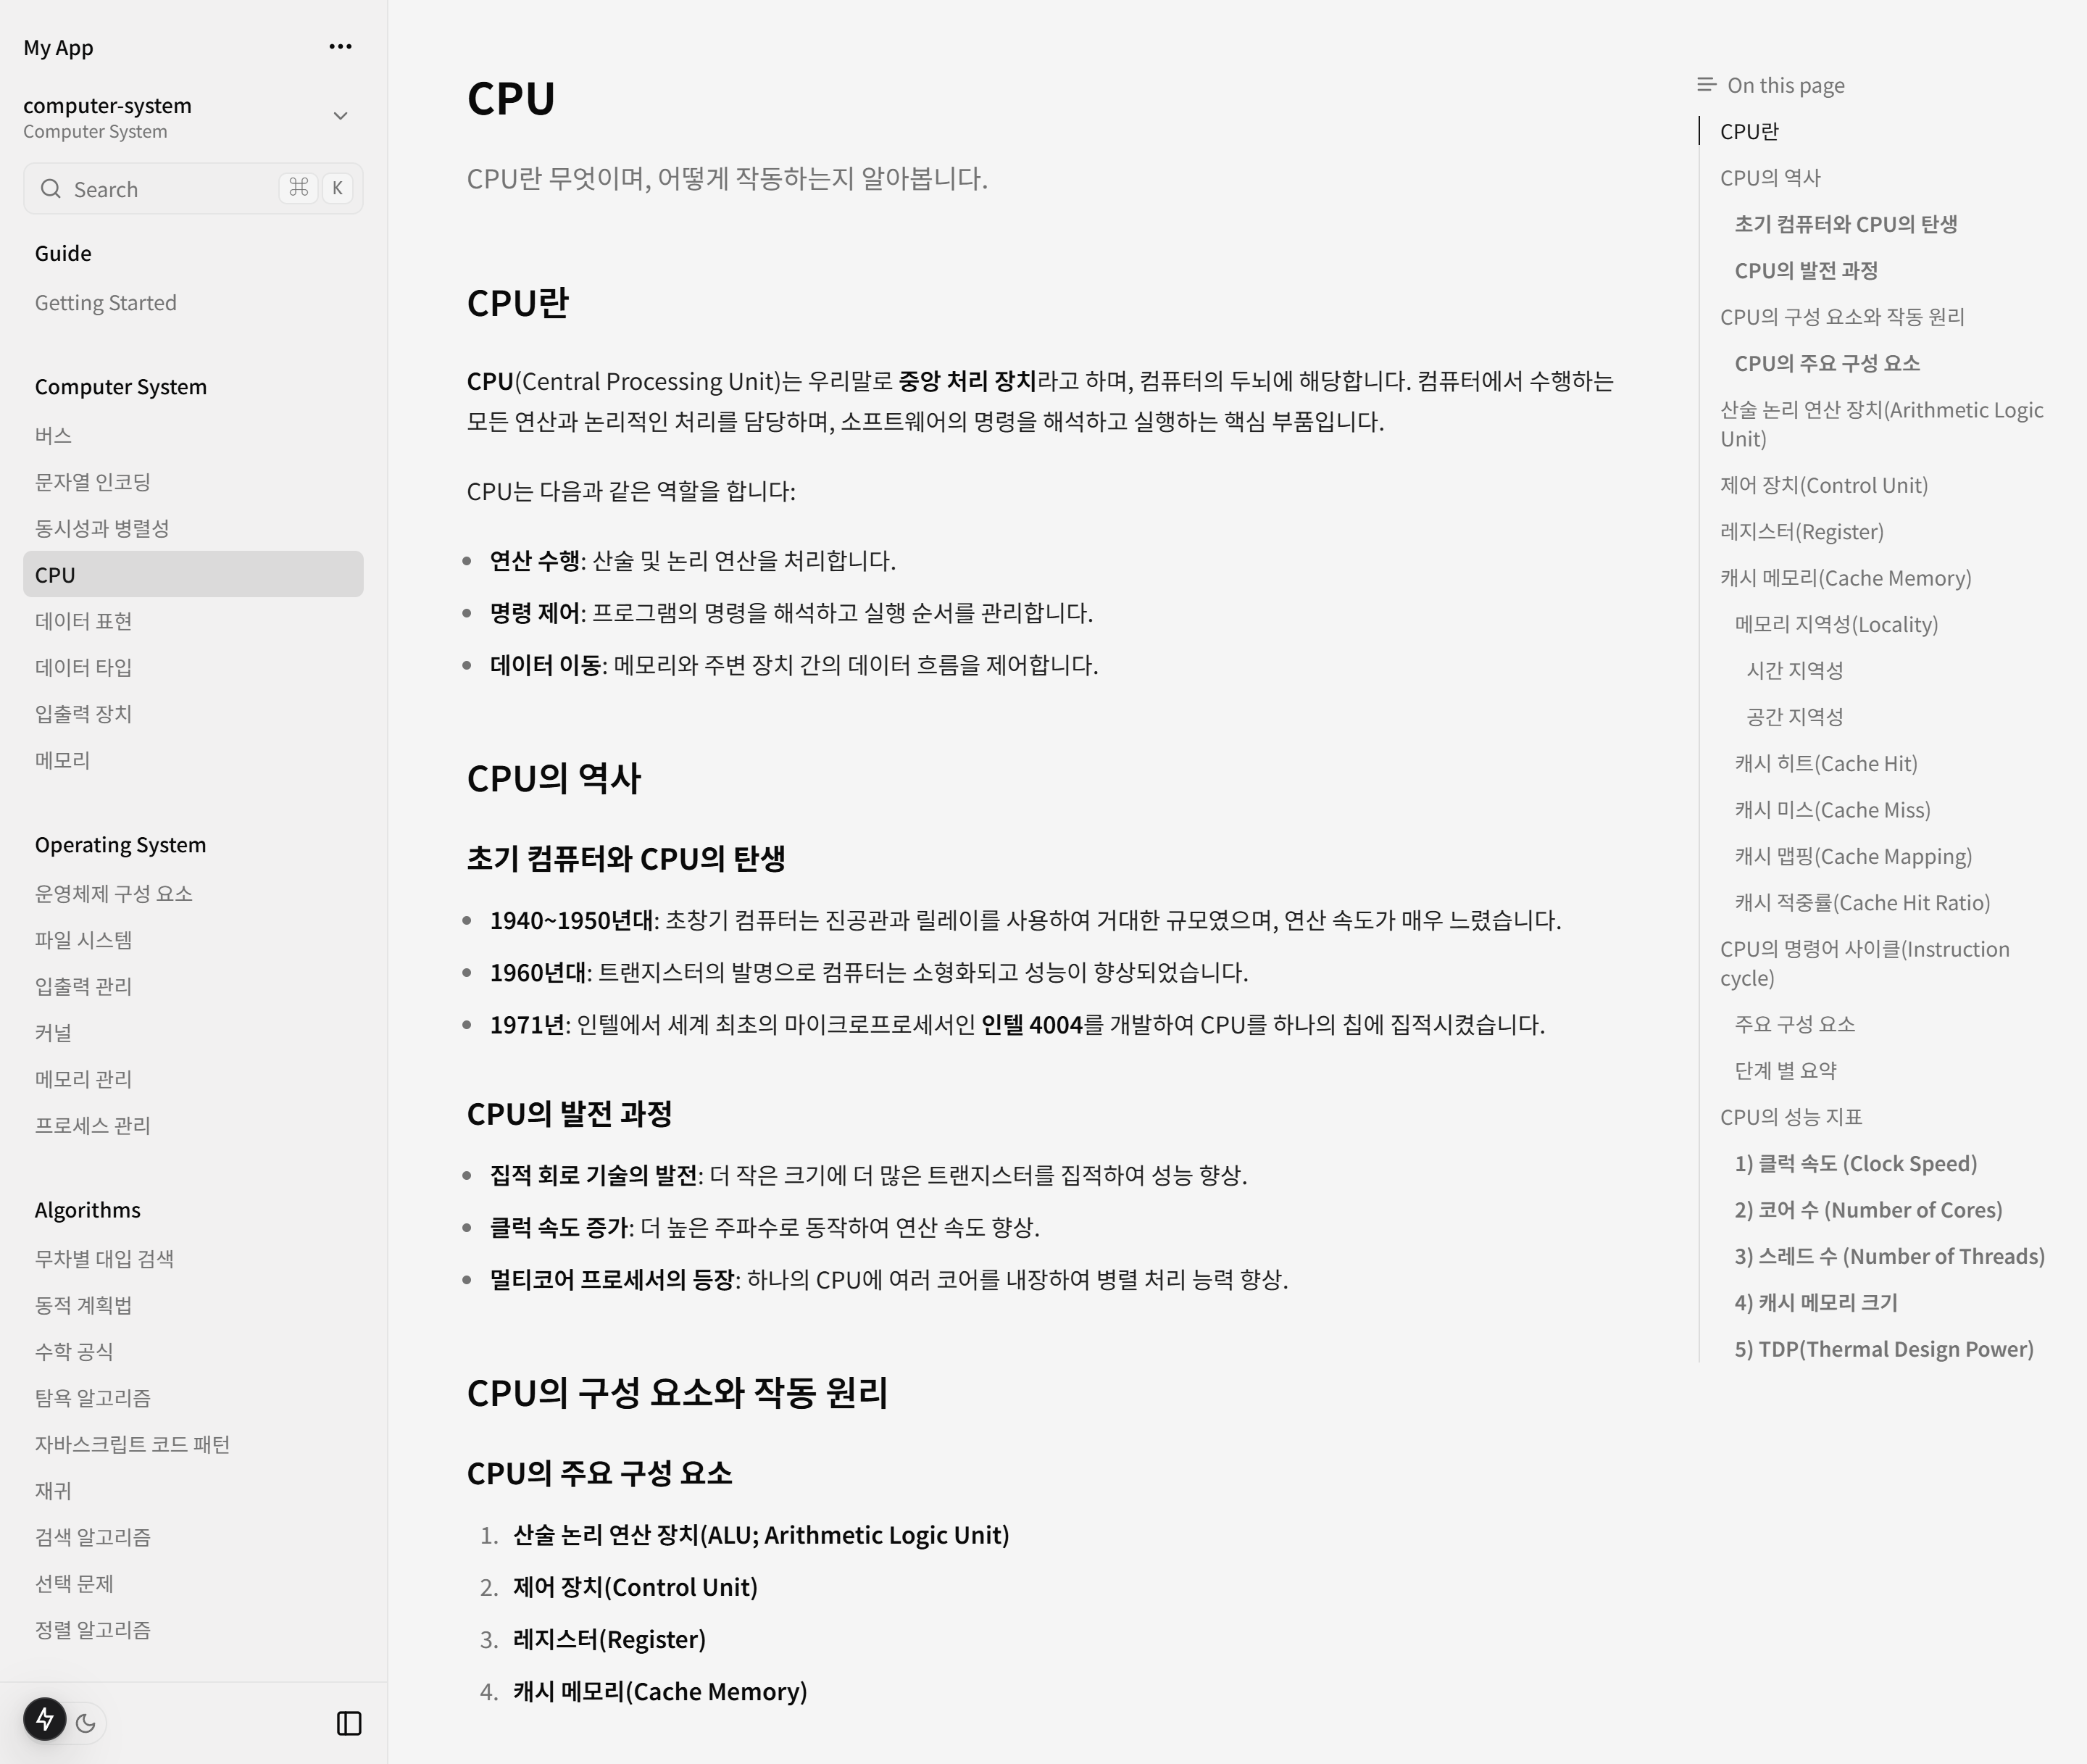 My App
computer-system
Computer System
Search
⌘ K
Guide
Getting Started
Computer System
버스
문자열 인코딩
동시성과 병렬성
CPU
데이터 표현
데이터 타입
입출력 장치
메모리
Operating System
운영체제 구성 요소
파일 시스템
입출력 관리
커널
메모리 관리
프로세스 관리
Algorithms
무차별 대입 검색
동적 계획법
수학 공식
탐욕 알고리즘
자바스크립트 코드 패턴
재귀
검색 알고리즘
선택 문제
정렬 알고리즘
CPU
CPU란 무엇이며, 어떻게 작동하는지 알아봅니다.
CPU란
CPU(Central Processing Unit)는 우리말로 중앙 처리 장치라고 하며, 컴퓨터의 두뇌에 해당합니다. 컴퓨터에서 수행하는
모든 연산과 논리적인 처리를 담당하며, 소프트웨어의 명령을 해석하고 실행하는 핵심 부품입니다.
CPU는 다음과 같은 역할을 합니다:
• 연산 수행: 산술 및 논리 연산을 처리합니다.
• 명령 제어: 프로그램의 명령을 해석하고 실행 순서를 관리합니다.
• 데이터 이동: 메모리와 주변 장치 간의 데이터 흐름을 제어합니다.
CPU의 역사
초기 컴퓨터와 CPU의 탄생
• 1940~1950년대: 초창기 컴퓨터는 진공관과 릴레이를 사용하여 거대한 규모였으며, 연산 속도가 매우 느렸습니다.
• 1960년대: 트랜지스터의 발명으로 컴퓨터는 소형화되고 성능이 향상되었습니다.
• 1971년: 인텔에서 세계 최초의 마이크로프로세서인 인텔 4004를 개발하여 CPU를 하나의 칩에 집적시켰습니다.
CPU의 발전 과정
• 집적 회로 기술의 발전: 더 작은 크기에 더 많은 트랜지스터를 집적하여 성능 향상.
• 클럭 속도 증가: 더 높은 주파수로 동작하여 연산 속도 향상.
• 멀티코어 프로세서의 등장: 하나의 CPU에 여러 코어를 내장하여 병렬 처리 능력 향상.
CPU의 구성 요소와 작동 원리
CPU의 주요 구성 요소
1. 산술 논리 연산 장치(ALU; Arithmetic Logic Unit)
2. 제어 장치(Control Unit)
3. 레지스터(Register)
4. 캐시 메모리(Cache Memory)
On this page
CPU란
CPU의 역사
초기 컴퓨터와 CPU의 탄생
CPU의 발전 과정
CPU의 구성 요소와 작동 원리
CPU의 주요 구성 요소
산술 논리 연산 장치(Arithmetic Logic
Unit)
제어 장치(Control Unit)
레지스터(Register)
캐시 메모리(Cache Memory)
메모리 지역성(Locality)
시간 지역성
공간 지역성
캐시 히트(Cache Hit)
캐시 미스(Cache Miss)
캐시 맵핑(Cache Mapping)
캐시 적중률(Cache Hit Ratio)
CPU의 명령어 사이클(Instruction
cycle)
주요 구성 요소
단계 별 요약
CPU의 성능 지표
1) 클럭 속도 (Clock Speed)
2) 코어 수 (Number of Cores)
3) 스레드 수 (Number of Threads)
4) 캐시 메모리 크기
5) TDP(Thermal Design Power)